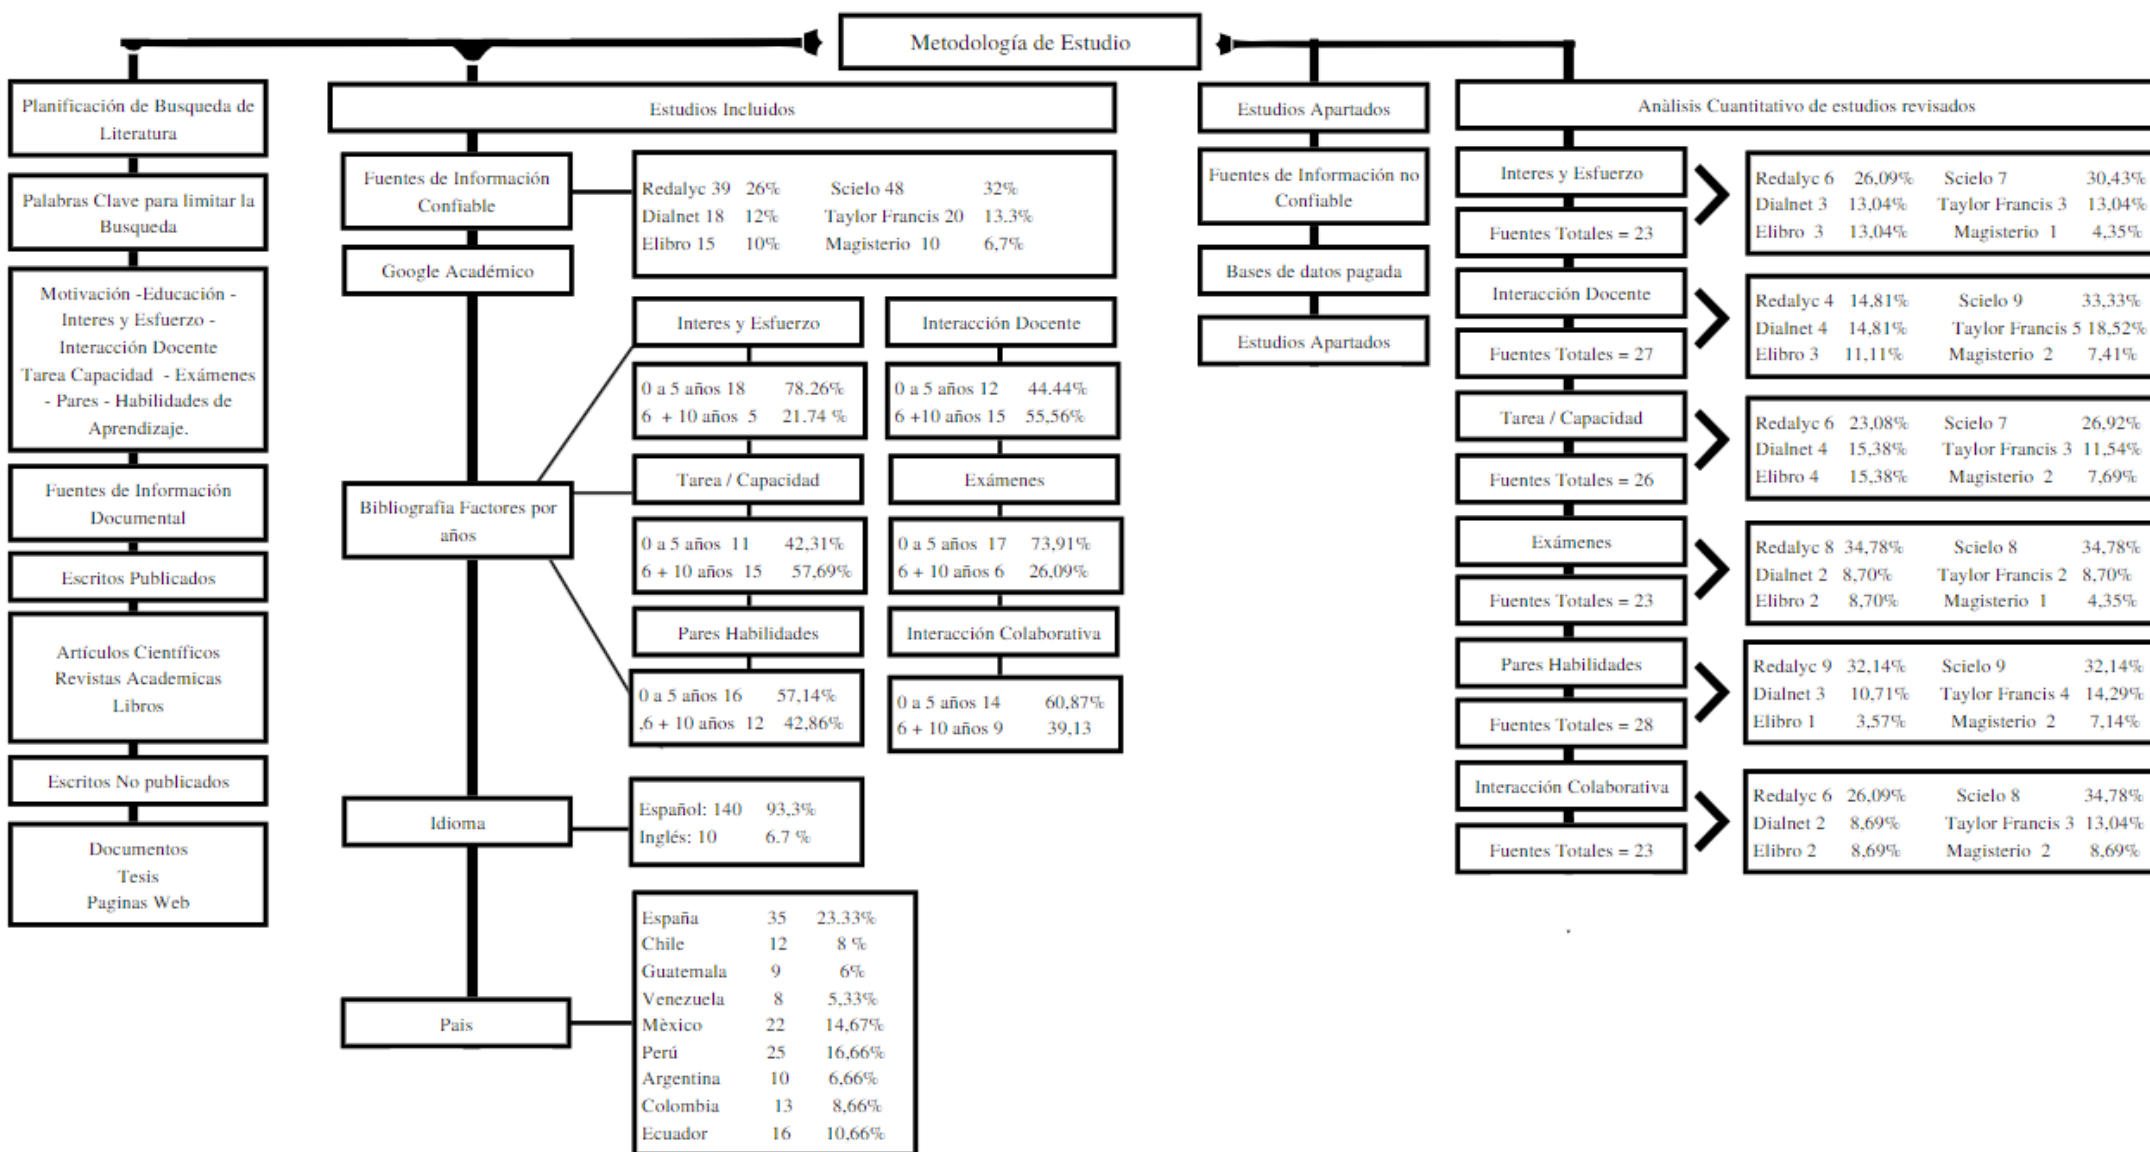 Metodología de Estudio
Planificación de Busqueda de
Literatura
Palabras Clave para limitar la
Busqueda
Motivación -Educación -
Interes y Esfuerzo -
Interacción Docente
Tarea Capacidad - Exámenes
- Pares - Habilidades de
Aprendizaje.
Fuentes de Información
Documental
Escritos Publicados
Artículos Científicos
Revistas Academicas
Libros
Escritos No publicados
Documentos
Tesis
Paginas Web
Estudios Incluidos
Fuentes de Información
Confiable
Redalyc 39 26% Scielo 48 32%
Dialnet 18 12% Taylor Francis 20 13.3%
Elibro 15 10% Magisterio 10 6,7%
Google Académico
Bibliografia Factores por
años
Interes y Esfuerzo
0 a 5 años 18 78.26%
6 + 10 años 5 21.74 %
Interacción Docente
0 a 5 años 12 44.44%
6 +10 años 15 55,56%
Tarea / Capacidad
0 a 5 años 11 42,31%
6 + 10 años 15 57,69%
Exámenes
0 a 5 años 17 73,91%
6 + 10 años 6 26,09%
Pares Habilidades
0 a 5 años 16 57,14%
,6 + 10 años 12 42,86%
Interacción Colaborativa
0 a 5 años 14 60,87%
6 + 10 años 9 39,13
Idioma
Español: 140 93,3%
Inglés: 10 6.7 %
Pais
España 35 23.33%
Chile 12 8 %
Guatemala 9 6%
Venezuela 8 5,33%
Mèxico 22 14,67%
Perú 25 16,66%
Argentina 10 6,66%
Colombia 13 8,66%
Ecuador 16 10,66%
Estudios Apartados
Fuentes de Información no
Confiable
Bases de datos pagada
Estudios Apartados
Anàlisis Cuantitativo de estudios revisados
Interes y Esfuerzo
Fuentes Totales = 23
Redalyc 6 26,09% Scielo 7 30,43%
Dialnet 3 13,04% Taylor Francis 3 13,04%
Elibro 3 13,04% Magisterio 1 4,35%
Interacción Docente
Fuentes Totales = 27
Redalyc 4 14,81% Scielo 9 33,33%
Dialnet 4 14,81% Taylor Francis 5 18,52%
Elibro 3 11,11% Magisterio 2 7,41%
Tarea / Capacidad
Fuentes Totales = 26
Redalyc 6 23,08% Scielo 7 26,92%
Dialnet 4 15,38% Taylor Francis 3 11,54%
Elibro 4 15,38% Magisterio 2 7,69%
Exámenes
Fuentes Totales = 23
Redalyc 8 34,78% Scielo 8 34,78%
Dialnet 2 8,70% Taylor Francis 2 8,70%
Elibro 2 8,70% Magisterio 1 4,35%
Pares Habilidades
Fuentes Totales = 28
Redalyc 9 32,14% Scielo 9 32,14%
Dialnet 3 10,71% Taylor Francis 4 14,29%
Elibro 1 3,57% Magisterio 2 7,14%
Interacción Colaborativa
Fuentes Totales = 23
Redalyc 6 26,09% Scielo 8 34,78%
Dialnet 2 8,69% Taylor Francis 3 13,04%
Elibro 2 8,69% Magisterio 2 8,69%